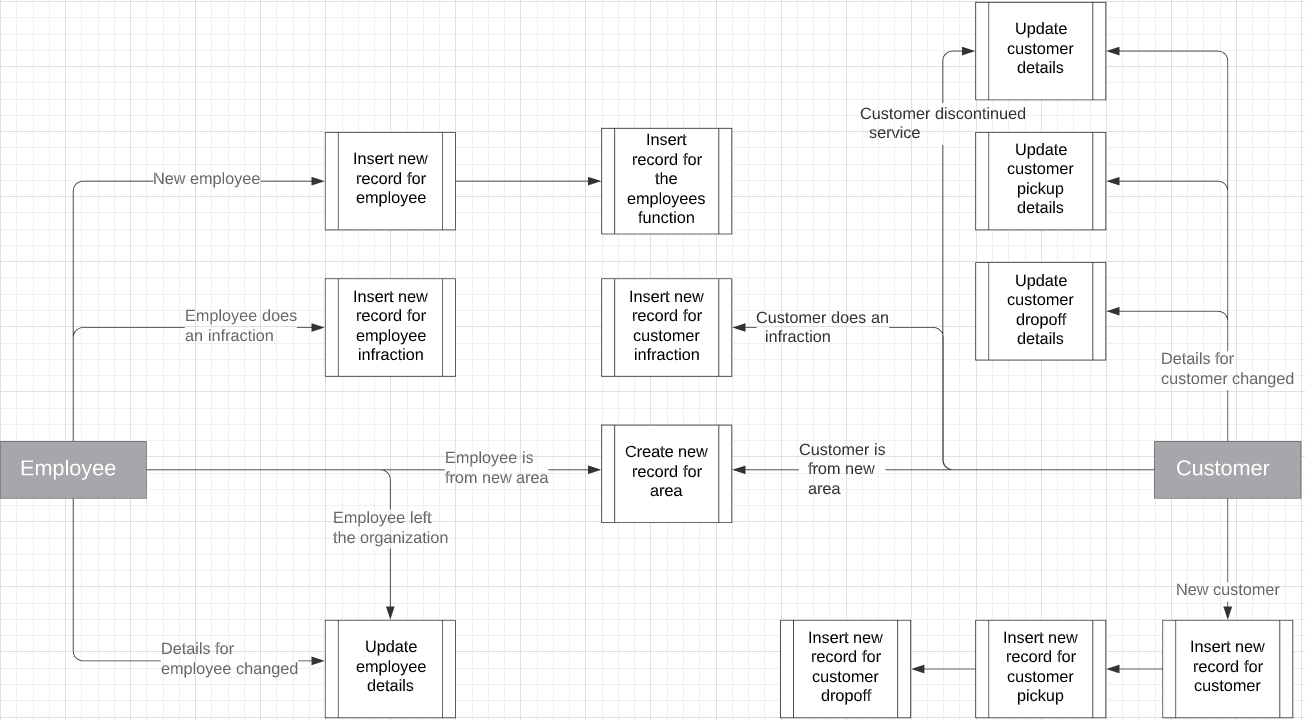 Update
customer
details
Customer discontinued
service
Insert new
record for
employee
Insert
record for
the
employees
function
Update
customer
pickup
details
New employee
Update
customer
dropoff
details
Employee does
an infraction
Insert new
record for
employee
infraction
Insert new
record for
customer
infraction
Customer does an
infraction
Details for
customer changed
Employee
Employee is
from new area
Create new
record for
area
Customer is
from new
area
Customer
Employee left
the organization
New customer
Details for
employee changed
Update
employee
details
Insert new
record for
customer
dropoff
Insert new
record for
customer
pickup
Insert new
record for
customer